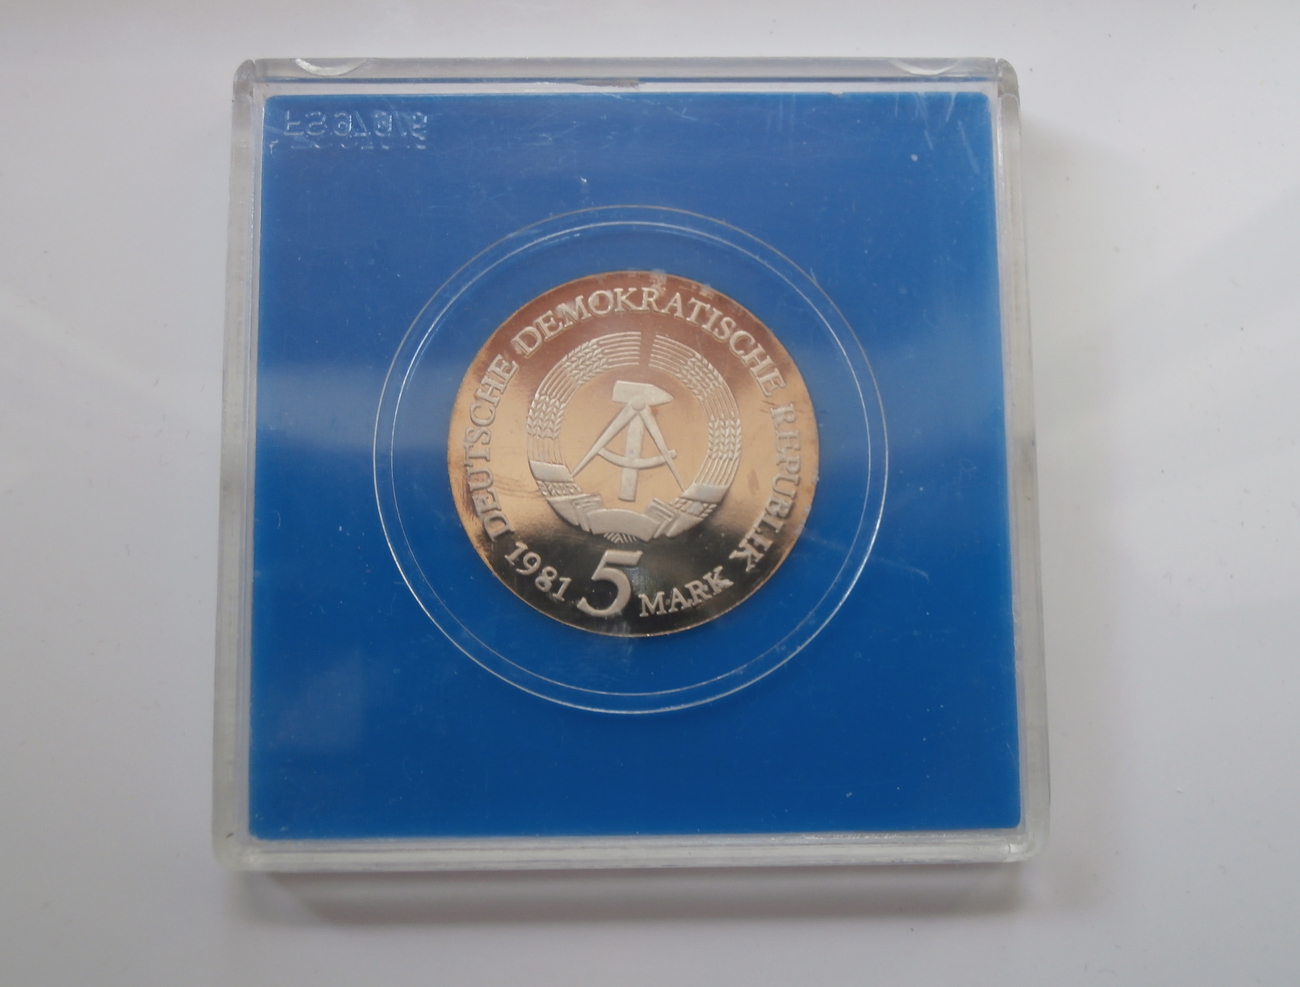 DEUTSCHE DEMOKRATISCHE REPUBLIK
1981 5 MARK